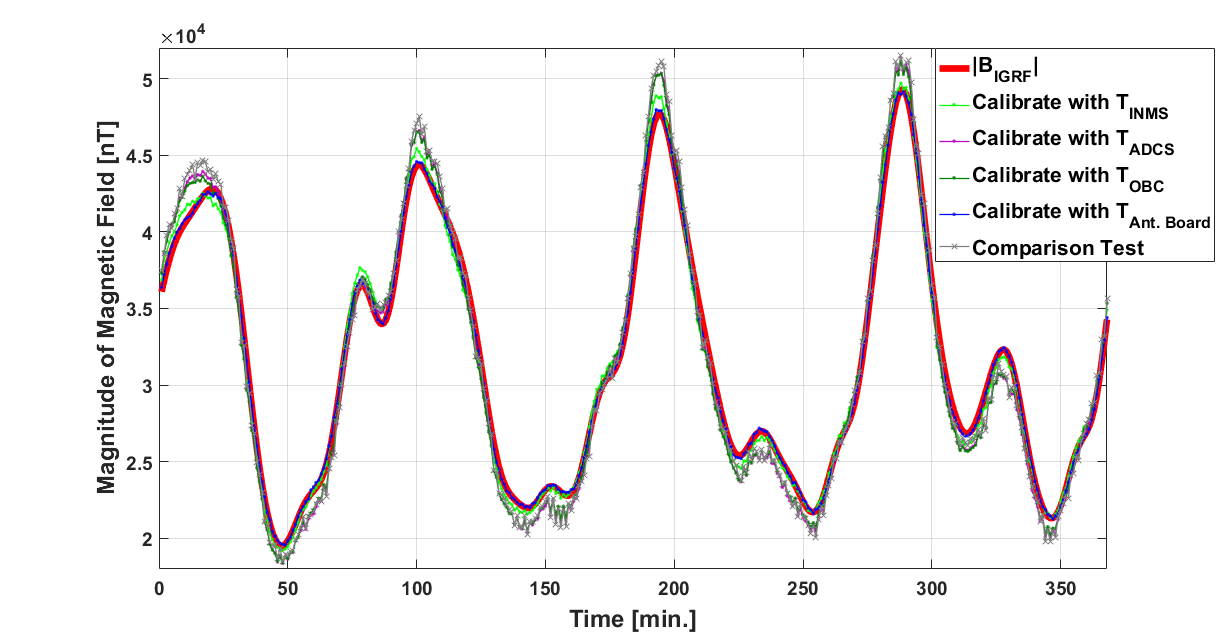 ×10⁴
5
4.5
4
3.5
3
2.5
2
0 50 100 150 200 250 300 350
Magnitude of Magnetic Field [nT]
Time [min.]
|B_IGRF|
Calibrate with T_INMS
Calibrate with T_ADCS
Calibrate with T_OBC
Calibrate with T_Ant. Board
Comparison Test